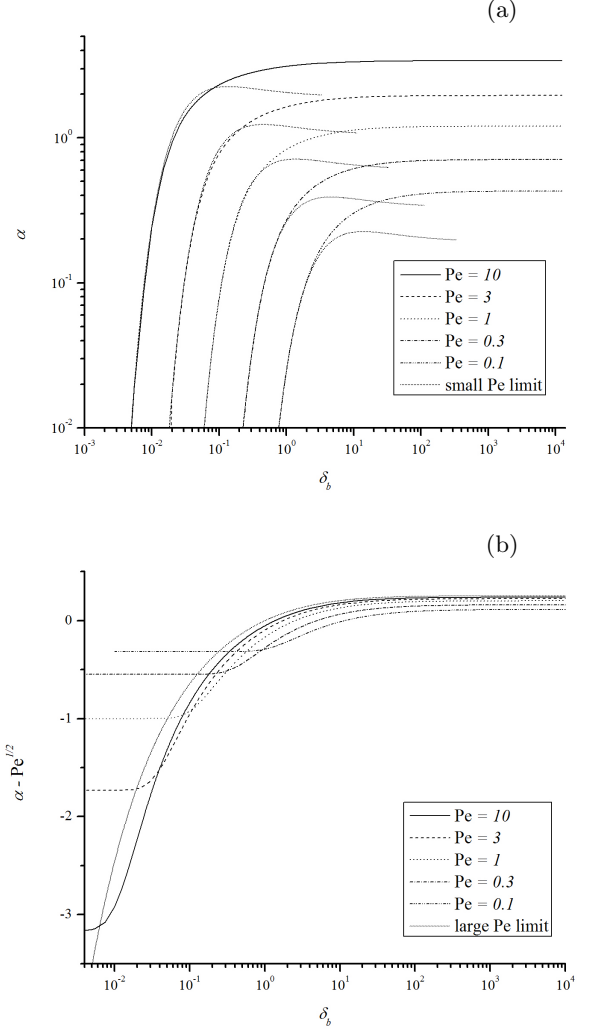 (a)
α
10^0
10^-1
10^-2
10^-3 10^-2 10^-1 10^0 10^1 10^2 10^3 10^4
δ_b
Pe = 10
Pe = 3
Pe = 1
Pe = 0.3
Pe = 0.1
small Pe limit
(b)
α - Pe^1/2
0
-1
-2
-3
10^-2 10^-1 10^0 10^1 10^2 10^3 10^4
δ_b
Pe = 10
Pe = 3
Pe = 1
Pe = 0.3
Pe = 0.1
large Pe limit